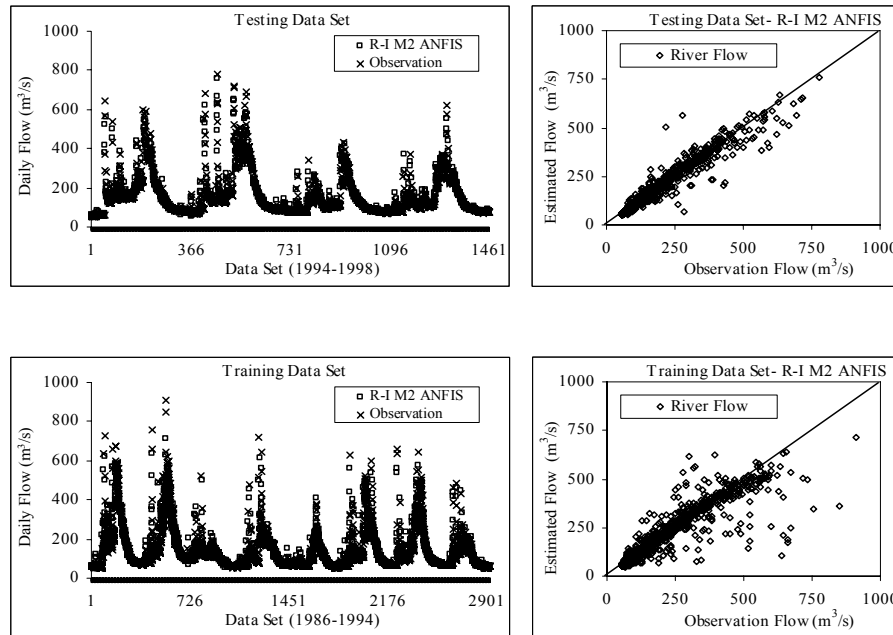 Testing Data Set
1000
800
600
400
200
0
Daily Flow (m³/s)
R-I M2 ANFIS
Observation
1 366 731 1096 1461
Data Set (1994-1998)
Testing Data Set- R-I M2 ANFIS
1000
750
500
250
0
Estimated Flow (m³/s)
River Flow
0 250 500 750 1000
Observation Flow (m³/s)
Training Data Set
1000
800
600
400
200
0
Daily Flow (m³/s)
R-I M2 ANFIS
Observation
1 726 1451 2176 2901
Data Set (1986-1994)
Training Data Set- R-I M2 ANFIS
1000
750
500
250
0
Estimated Flow (m³/s)
River Flow
0 250 500 750 1000
Observation Flow (m³/s)